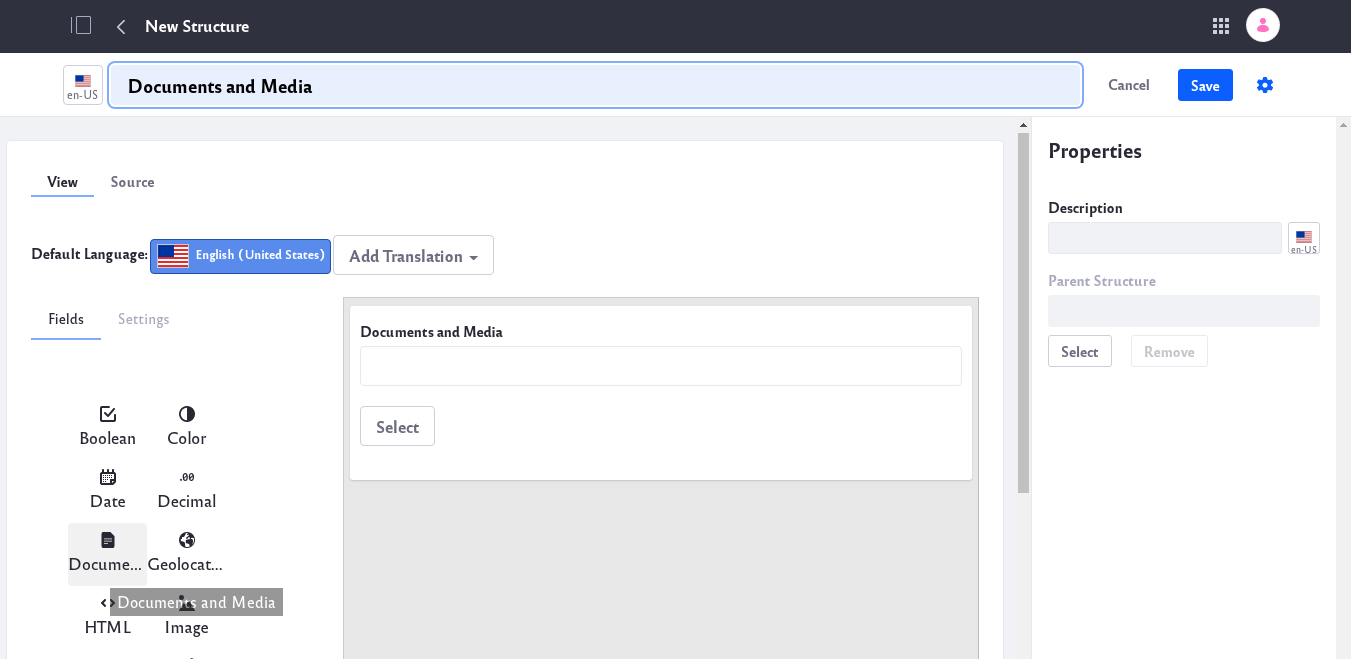 New Structure
en-US
Documents and Media
Cancel
Save
View
Source
Default Language:
English (United States)
Add Translation
Fields
Settings
Boolean
Color
.00
Date
Decimal
Docume...
Geolocat...
Documents and Media
HTML
Image
Documents and Media
Select
Properties
Description
en-US
Parent Structure
Select
Remove